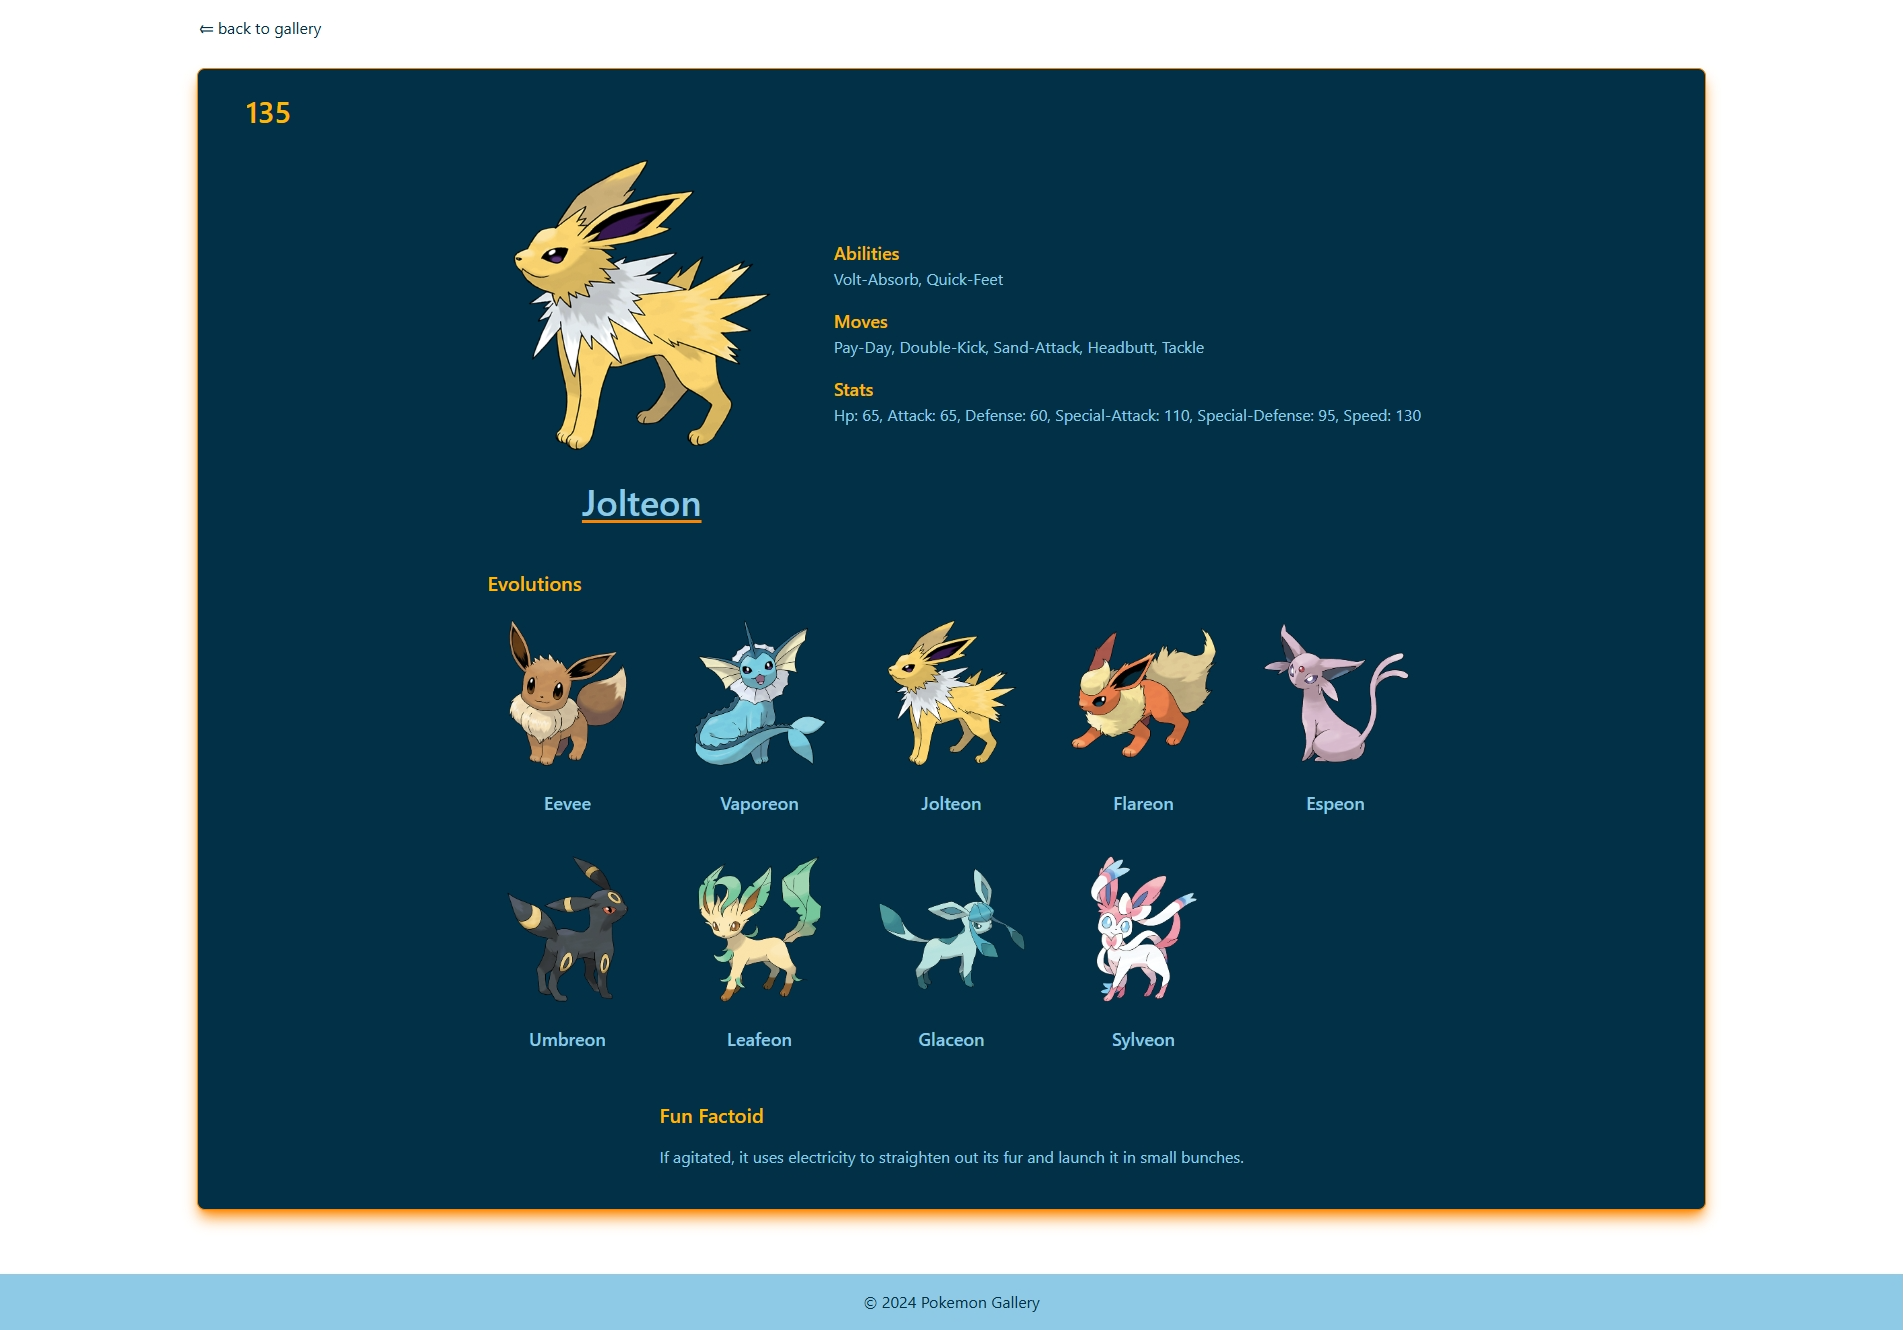 ⇐ back to gallery
135
Abilities
Volt-Absorb, Quick-Feet
Moves
Pay-Day, Double-Kick, Sand-Attack, Headbutt, Tackle
Stats
Hp: 65, Attack: 65, Defense: 60, Special-Attack: 110, Special-Defense: 95, Speed: 130
Jolteon
Evolutions
Eevee
Vaporeon
Jolteon
Flareon
Espeon
Umbreon
Leafeon
Glaceon
Sylveon
Fun Factoid
If agitated, it uses electricity to straighten out its fur and launch it in small bunches.
© 2024 Pokemon Gallery